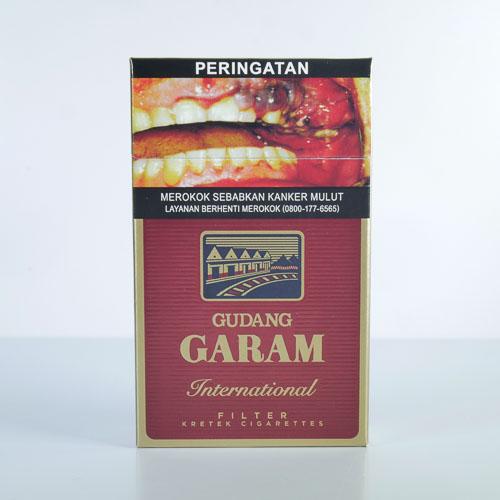 PERINGATAN
MEROKOK SEBABKAN KANKER MULUT
LAYANAN BERHENTI MEROKOK (0800-177-6565)
GUDANG
GARAM
International
FILTER
KRETEK CIGARETTES